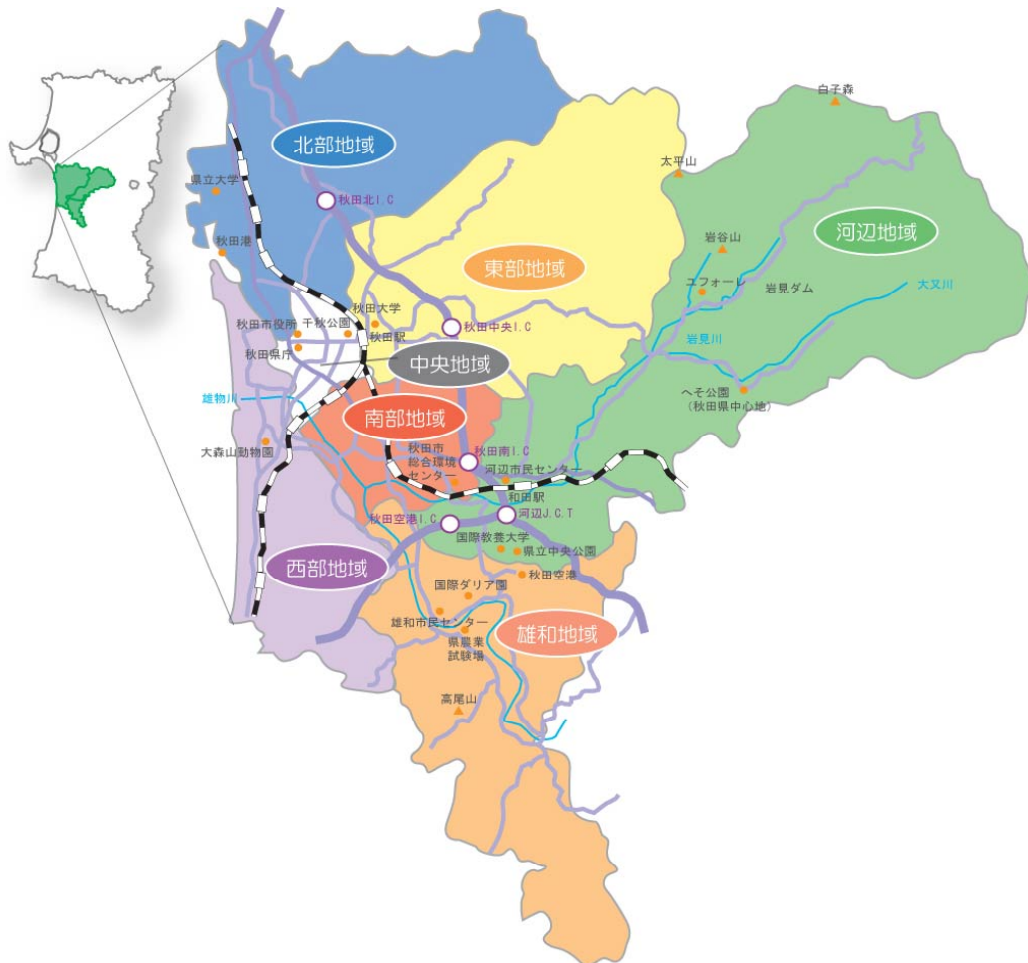 白子森
北部地域
太平山
県立大学
秋田北I.C
岩谷山
河辺地域
秋田港
東部地域
ユフォーレ
岩見ダム
大又川
秋田大学
秋田市役所
千秋公園
秋田駅
秋田中央I.C
岩見川
秋田県庁
中央地域
へそ公園
(秋田県中心地)
雄物川
南部地域
大森山動物園
秋田市
総合環境
センター
秋田南I.C
河辺市民センター
和田駅
秋田空港I.C
河辺J.C.T
国際教養大学
県立中央公園
西部地域
秋田空港
国際ダリア園
雄和市民センター
雄和地域
県農業
試験場
高尾山